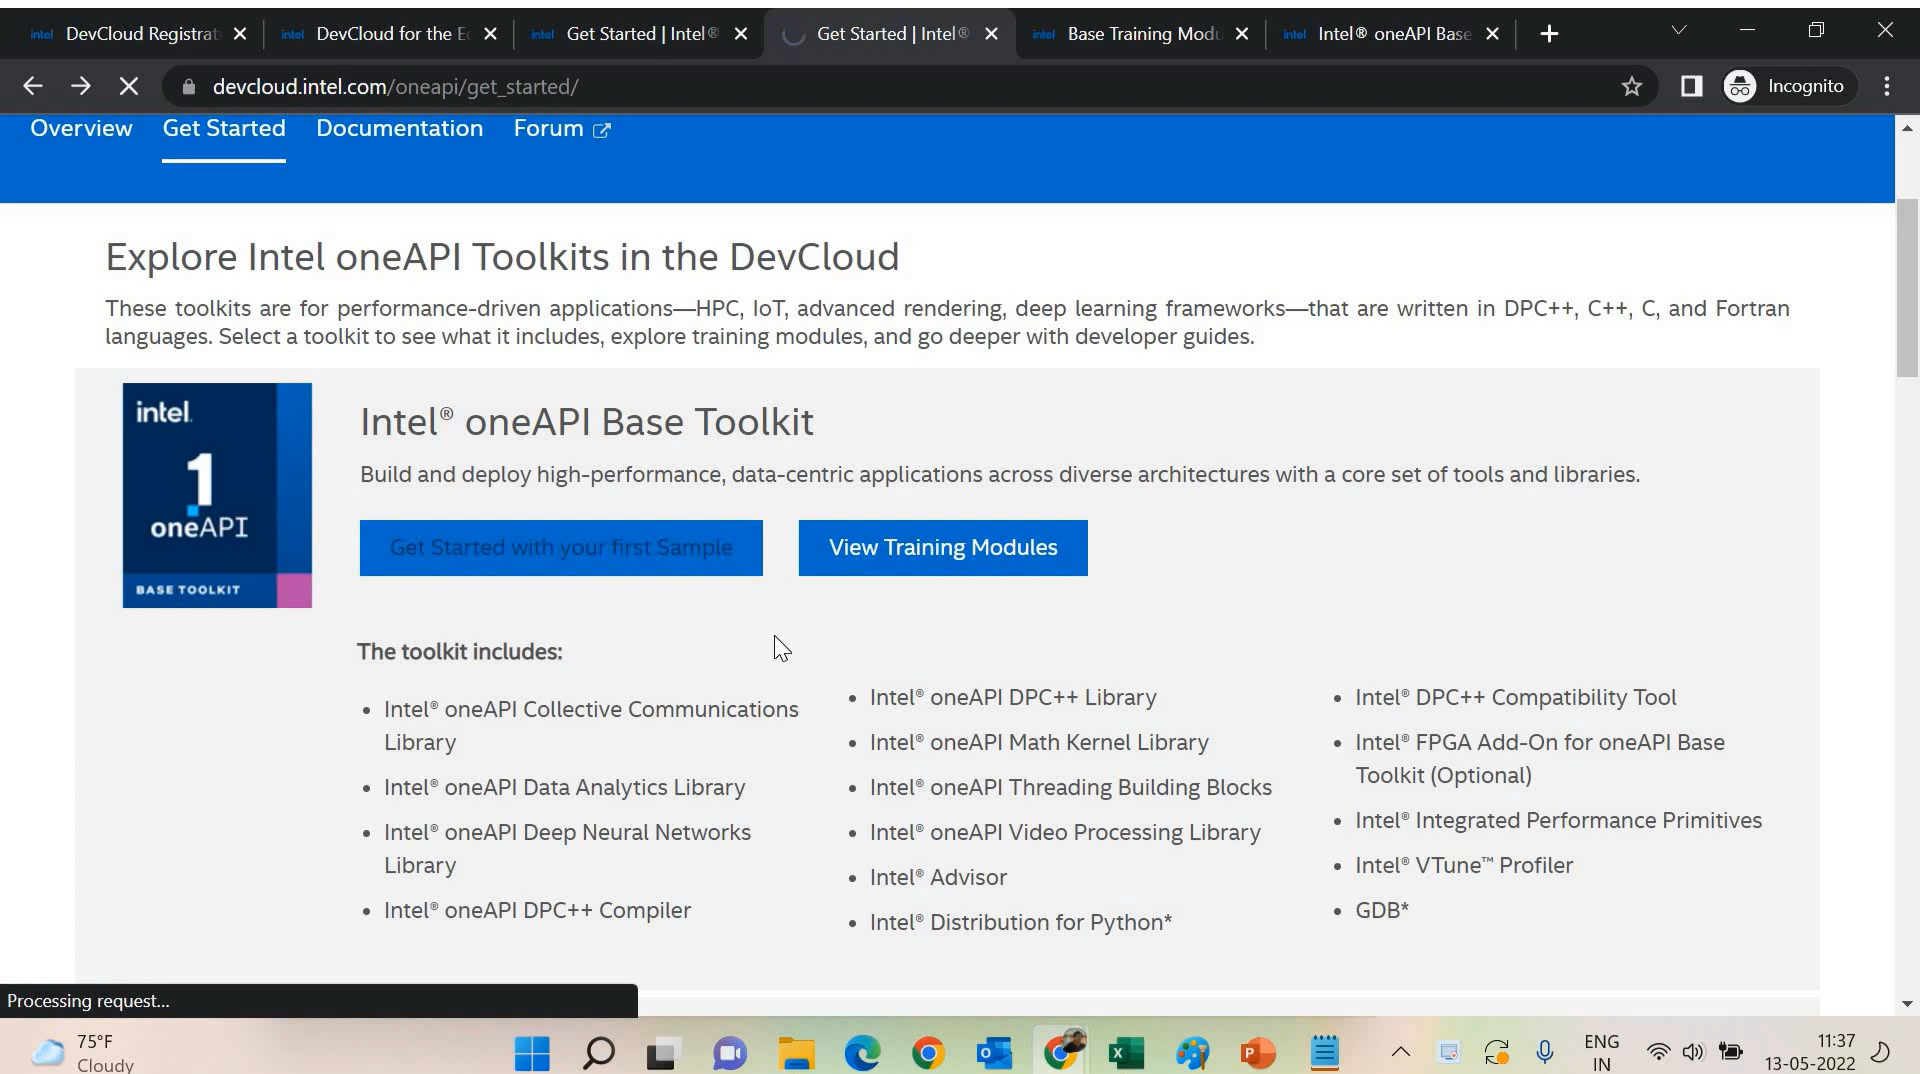 intel DevCloud Registrat
intel DevCloud for the Ed
intel Get Started | Intel®
Get Started | Intel®
intel Base Training Modu
intel Intel® oneAPI Base
devcloud.intel.com/oneapi/get_started/
Incognito
Overview Get Started Documentation Forum
Explore Intel oneAPI Toolkits in the DevCloud
These toolkits are for performance-driven applications—HPC, IoT, advanced rendering, deep learning frameworks—that are written in DPC++, C++, C, and Fortran
languages. Select a toolkit to see what it includes, explore training modules, and go deeper with developer guides.
intel.
1
oneAPI
BASE TOOLKIT
Intel® oneAPI Base Toolkit
Build and deploy high-performance, data-centric applications across diverse architectures with a core set of tools and libraries.
Get Started with your first Sample
View Training Modules
The toolkit includes:
• Intel® oneAPI Collective Communications
Library
• Intel® oneAPI Data Analytics Library
• Intel® oneAPI Deep Neural Networks
Library
• Intel® oneAPI DPC++ Compiler
• Intel® oneAPI DPC++ Library
• Intel® oneAPI Math Kernel Library
• Intel® oneAPI Threading Building Blocks
• Intel® oneAPI Video Processing Library
• Intel® Advisor
• Intel® Distribution for Python*
• Intel® DPC++ Compatibility Tool
• Intel® FPGA Add-On for oneAPI Base
Toolkit (Optional)
• Intel® Integrated Performance Primitives
• Intel® VTune™ Profiler
• GDB*
Processing request...
75°F
Cloudy
ENG
IN
11:37
13-05-2022